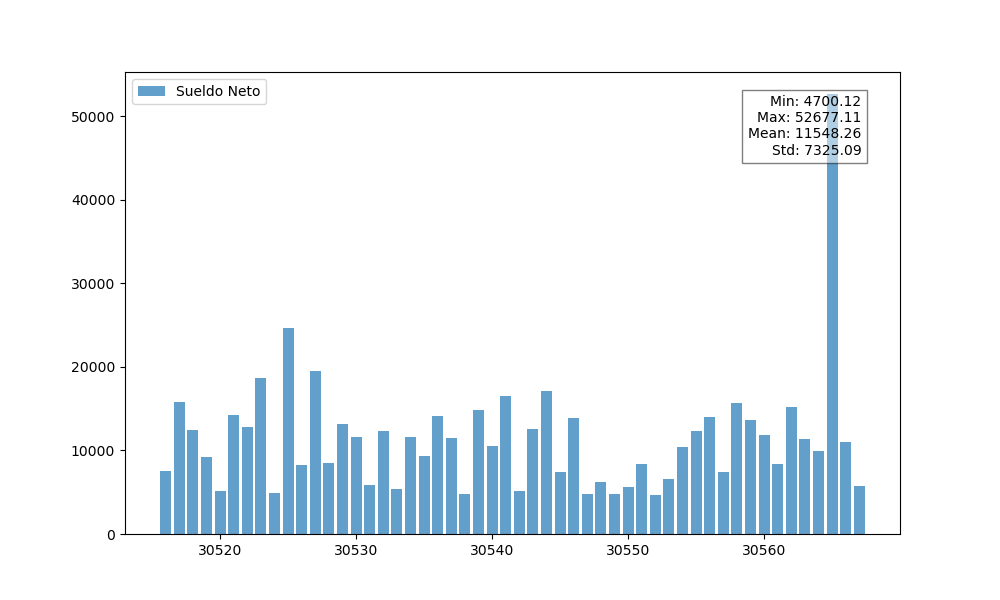 Sueldo Neto
Min: 4700.12
Max: 52677.11
Mean: 11548.26
Std: 7325.09
50000
40000
30000
20000
10000
0
30520 30530 30540 30550 30560